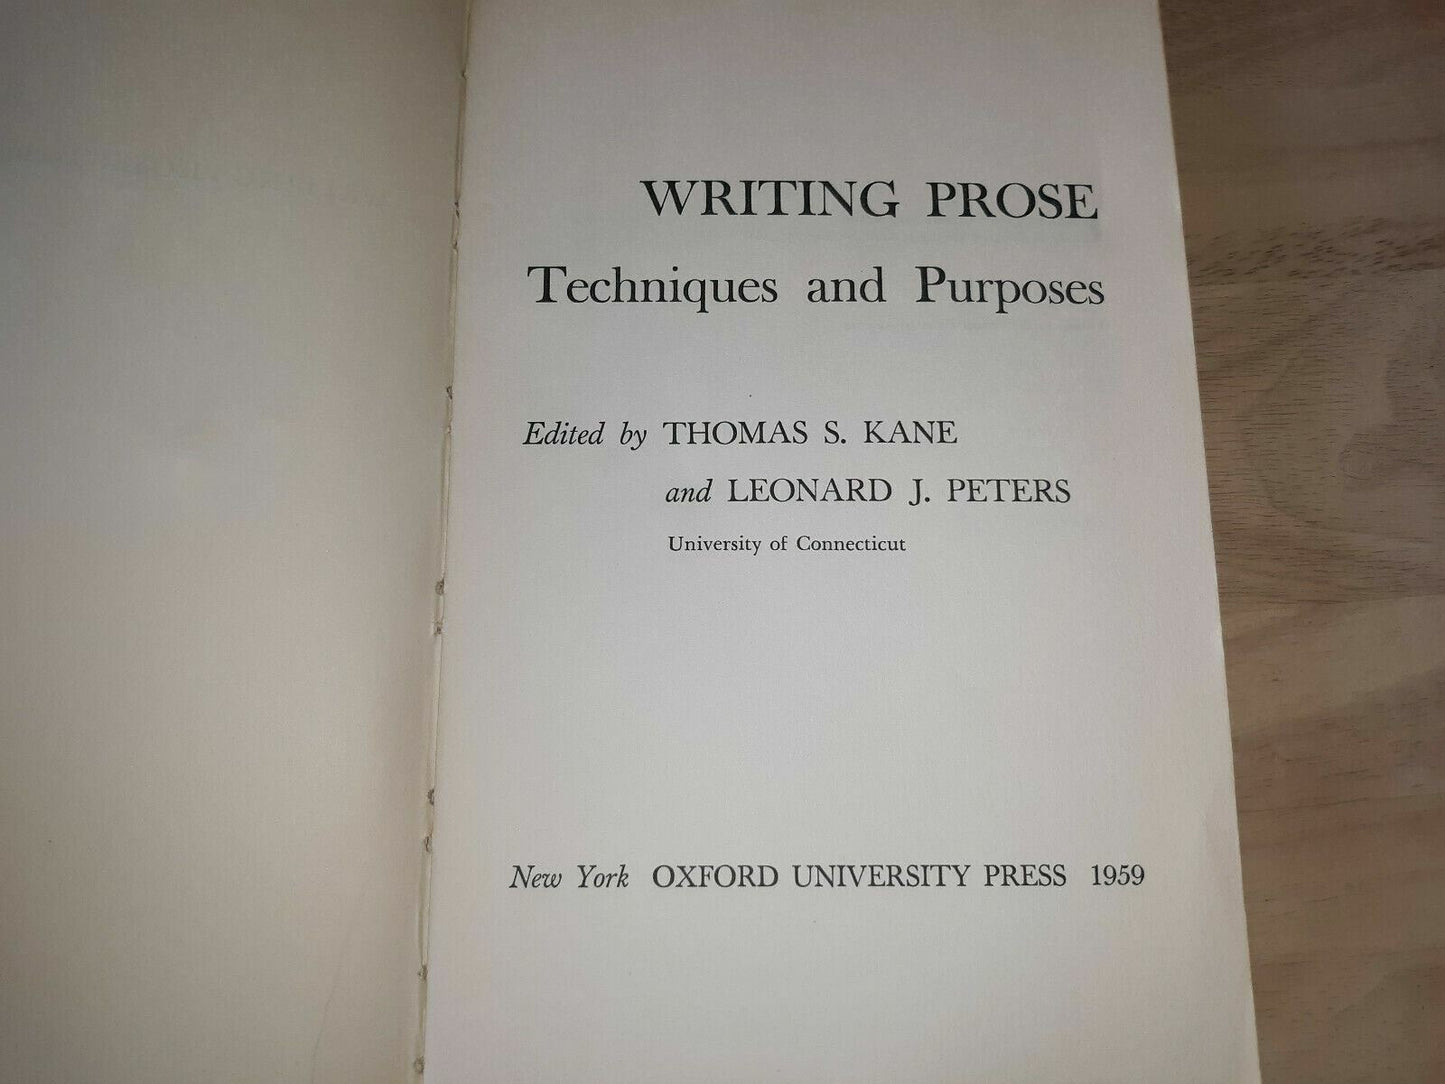 WRITING PROSE
Techniques and Purposes
Edited by THOMAS S. KANE
and LEONARD J. PETERS
University of Connecticut
New York OXFORD UNIVERSITY PRESS 1959